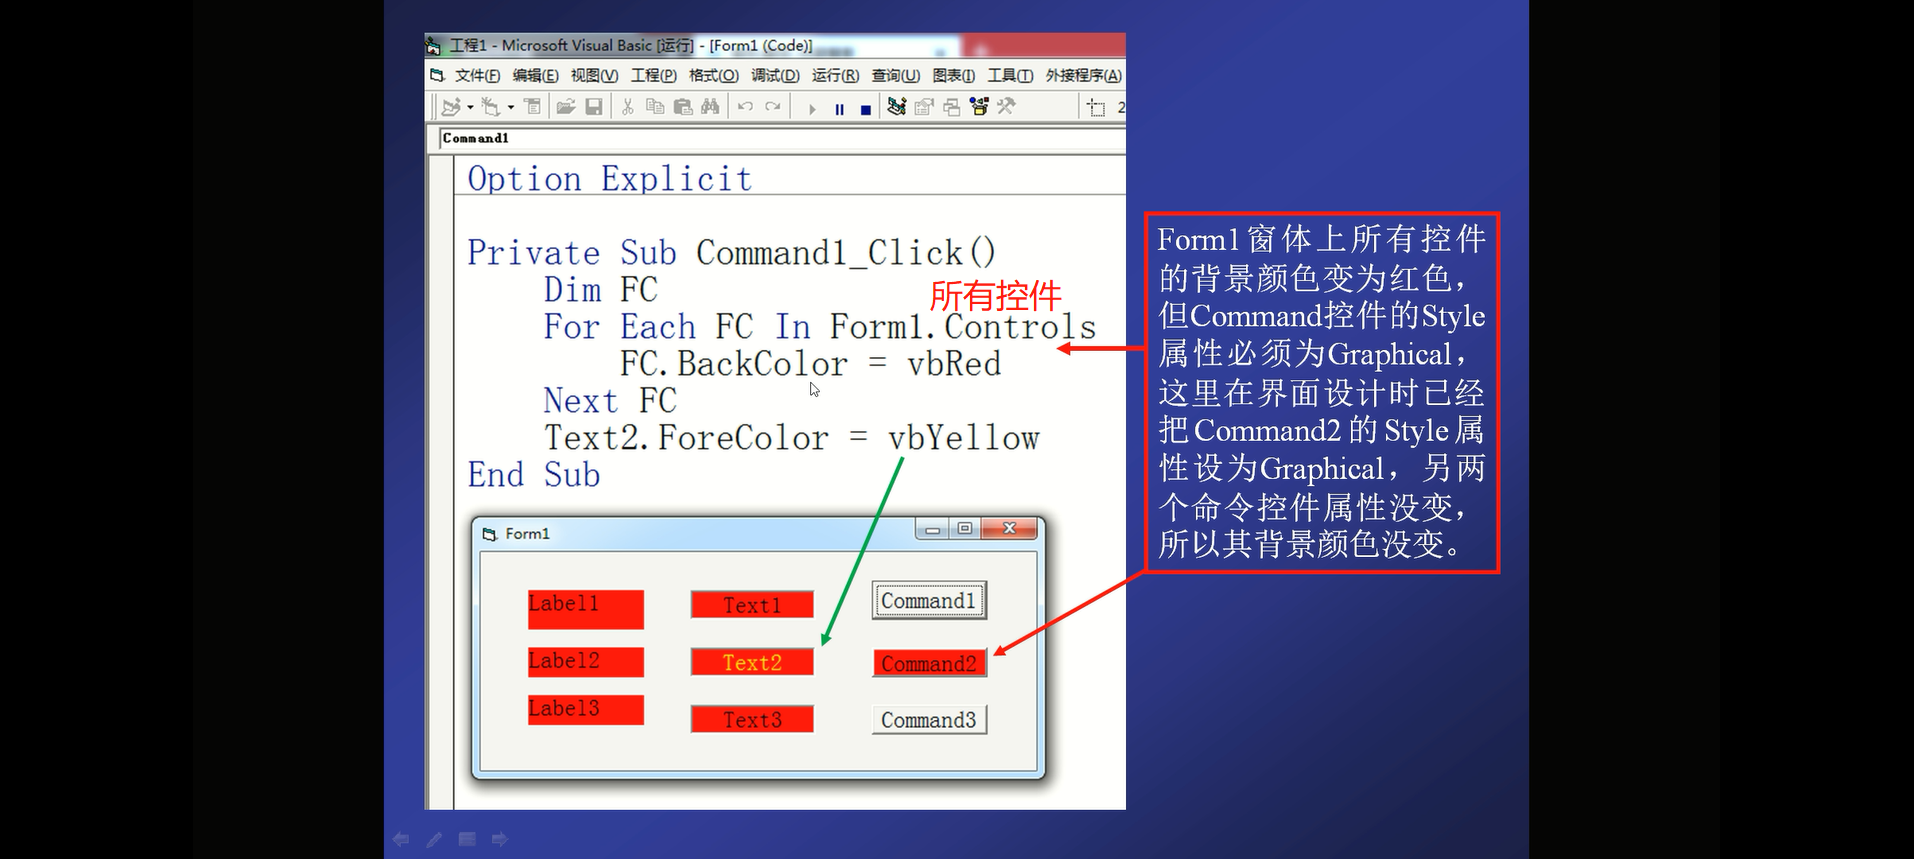 工程1 - Microsoft Visual Basic [运行] - [Form1 (Code)]
文件(F) 编辑(E) 视图(V) 工程(P) 格式(O) 调试(D) 运行(R) 查询(U) 图表(I) 工具(T) 外接程序(A)
2
Command1
Option Explicit
Private Sub Command1_Click()
Dim FC
所有控件
For Each FC In Form1.Controls
FC.BackColor = vbRed
Next FC
Text2.ForeColor = vbYellow
End Sub
Form1
Label1 Text1 Command1
Label2 Text2 Command2
Label3 Text3 Command3
Form1窗体上所有控件
的背景颜色变为红色，
但Command控件的Style
属性必须为Graphical，
这里在界面设计时已经
把Command2的Style属
性设为Graphical，另两
个命令控件属性没变，
所以其背景颜色没变。